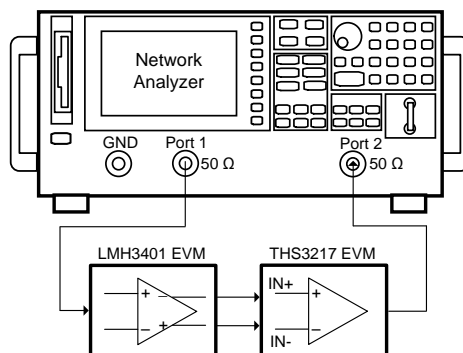 Network
Analyzer
GND
Port 1
50 Ω
Port 2
50 Ω
LMH3401 EVM
THS3217 EVM
+
−
−
+
IN+
IN-
+
−